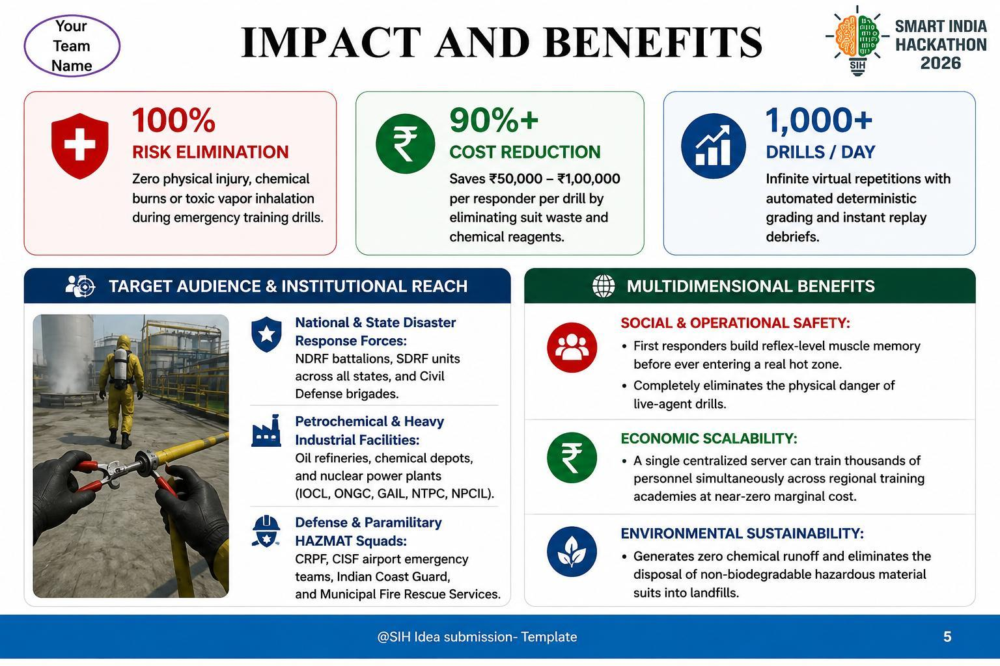 Your
Team
Name
IMPACT AND BENEFITS
SIH
SMART INDIA
HACKATHON
2026
100%
RISK ELIMINATION
Zero physical injury, chemical
burns or toxic vapor inhalation
during emergency training drills.
90%+
COST REDUCTION
Saves ₹50,000 – ₹1,00,000
per responder per drill by
eliminating suit waste and
chemical reagents.
1,000+
DRILLS / DAY
Infinite virtual repetitions with
automated deterministic
grading and instant replay
debriefs.
TARGET AUDIENCE & INSTITUTIONAL REACH
National & State Disaster
Response Forces:
NDRF battalions, SDRF units
across all states, and Civil
Defense brigades.
Petrochemical & Heavy
Industrial Facilities:
Oil refineries, chemical depots,
and nuclear power plants
(IOCL, ONGC, GAIL, NTPC, NPCIL).
Defense & Paramilitary
HAZMAT Squads:
CRPF, CISF airport emergency
teams, Indian Coast Guard,
and Municipal Fire Rescue Services.
MULTIDIMENSIONAL BENEFITS
SOCIAL & OPERATIONAL SAFETY:
• First responders build reflex-level muscle memory
before ever entering a real hot zone.
• Completely eliminates the physical danger of
live-agent drills.
ECONOMIC SCALABILITY:
• A single centralized server can train thousands of
personnel simultaneously across regional training
academies at near-zero marginal cost.
ENVIRONMENTAL SUSTAINABILITY:
• Generates zero chemical runoff and eliminates the
disposal of non-biodegradable hazardous material
suits into landfills.
@SIH Idea submission- Template
5